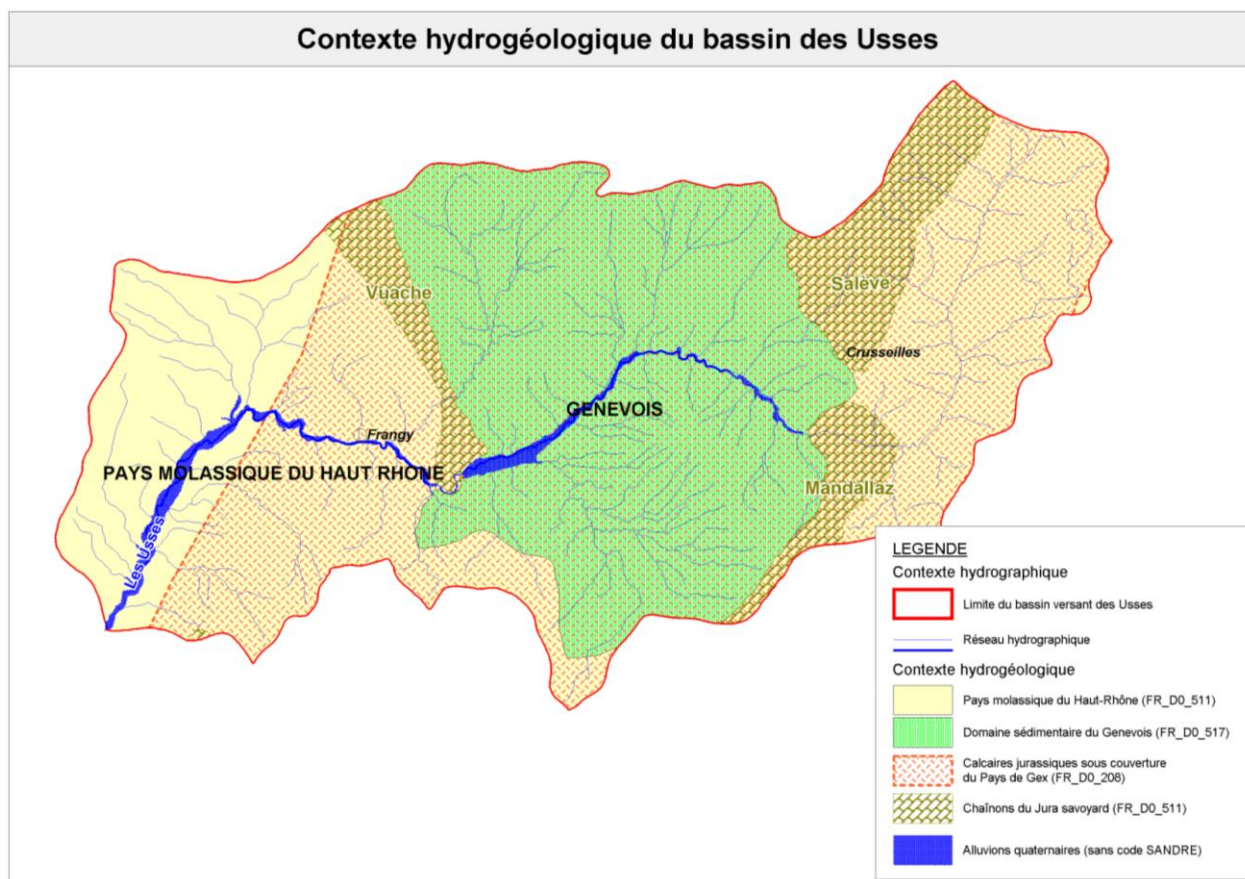 Contexte hydrogéologique du bassin des Usses
Vuache
Salève
Crusseilles
GENEVOIS
Frangy
PAYS MOLASSIQUE DU HAUT RHONE
Mandallaz
Les Usses
LEGENDE
Contexte hydrographique
Limite du bassin versant des Usses
Réseau hydrographique
Contexte hydrogéologique
Pays molassique du Haut-Rhône (FR_D0_511)
Domaine sédimentaire du Genevois (FR_D0_517)
Calcaires jurassiques sous couverture
du Pays de Gex (FR_D0_208)
Chaînons du Jura savoyard (FR_D0_511)
Alluvions quaternaires (sans code SANDRE)